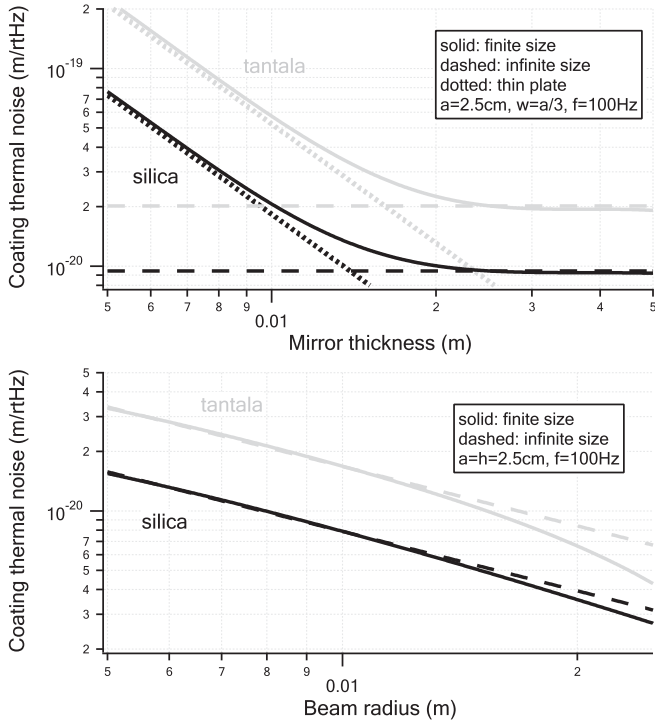 Coating thermal noise (m/rtHz)
2
10^-19
7
6
5
4
3
2
10^-20
tantala
silica
solid: finite size
dashed: infinite size
dotted: thin plate
a=2.5cm, w=a/3, f=100Hz
5 6 7 8 9 2 3 4 5
0.01
Mirror thickness (m)
Coating thermal noise (m/rtHz)
5
4
3
2
10^-20
7
6
5
4
3
2
tantala
silica
solid: finite size
dashed: infinite size
a=h=2.5cm, f=100Hz
5 6 7 8 9 2
0.01
Beam radius (m)